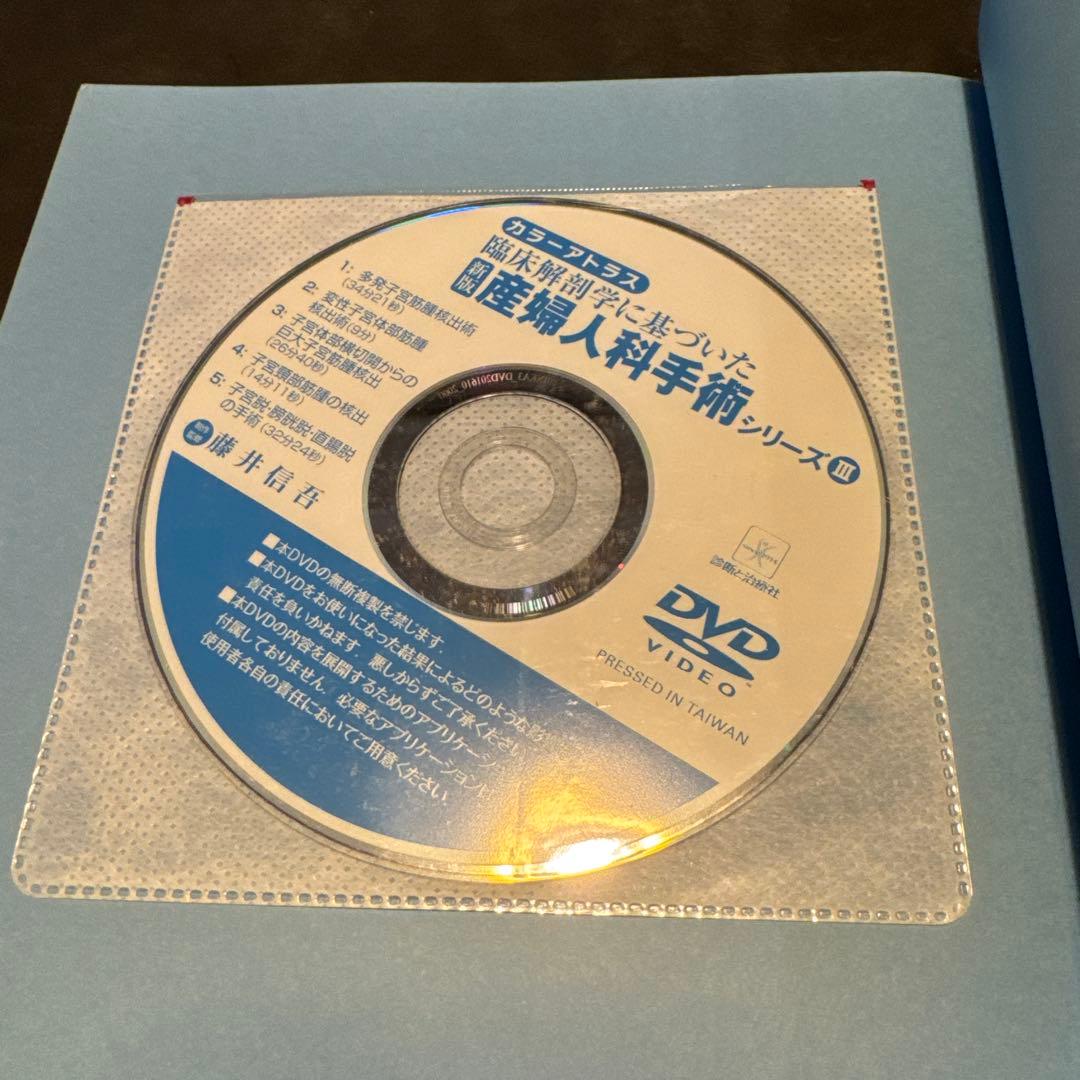 カラーアトラス
臨床解剖学に基づいた
新版 産婦人科手術シリーズ III
1：多発子宮筋腫核出術
(34分21秒)
2：変性子宮体部筋腫
核出術(9分)
3：子宮体部横切開からの
巨大子宮筋腫核出
(26分40秒)
4：子宮頸部筋腫の核出
(14分11秒)
5：子宮脱・膀胱脱・直腸脱
の手術(32分24秒)
制作 監修 藤井信吾
■本DVDの無断複製を禁じます.
■本DVDをお使いになった結果によるどのような影
責任を負いかねます. 悪しからずご了承ください
■本DVDの内容を展開するためのアプリケーシ
付属しておりません. 必要なアプリケーションは
使用者各自の責任においてご用意ください.
診断と治療社
DVD
VIDEO
PRESSED IN TAIWAN